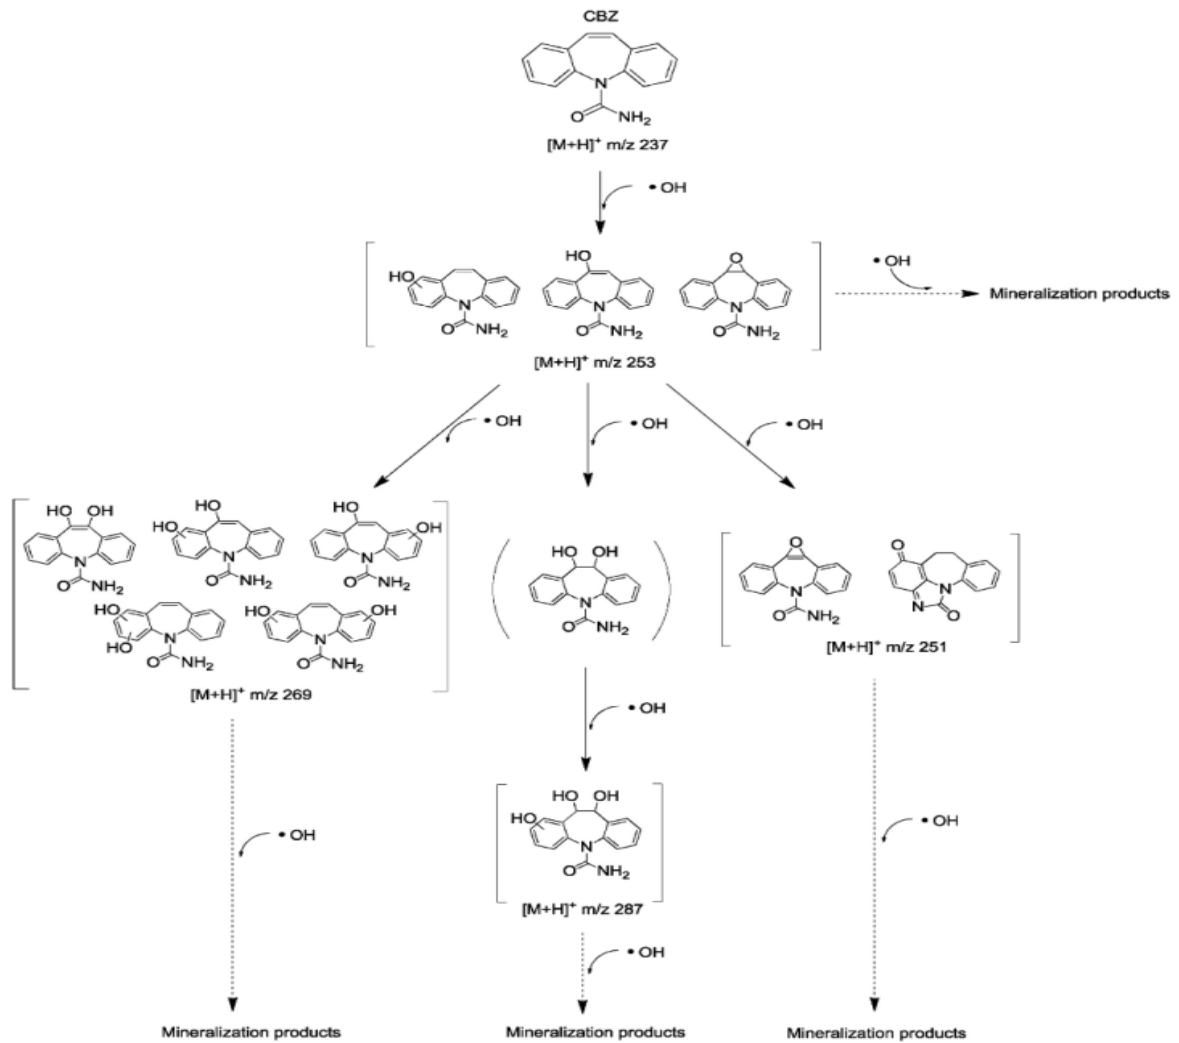 CBZ
N
O NH₂
[M+H]⁺ m/z 237
• OH
HO HO O
N N N
O NH₂ O NH₂ O NH₂
• OH
Mineralization products
[M+H]⁺ m/z 253
• OH • OH • OH
HO OH HO HO HO OH
N N N
O NH₂ O NH₂ O NH₂
HO HO HO OH
N N
O NH₂ O NH₂
[M+H]⁺ m/z 269
HO OH
N
O NH₂
O O
N N
O NH₂ N O
[M+H]⁺ m/z 251
• OH
HO OH
HO
N
O NH₂
[M+H]⁺ m/z 287
• OH • OH
• OH
Mineralization products Mineralization products Mineralization products